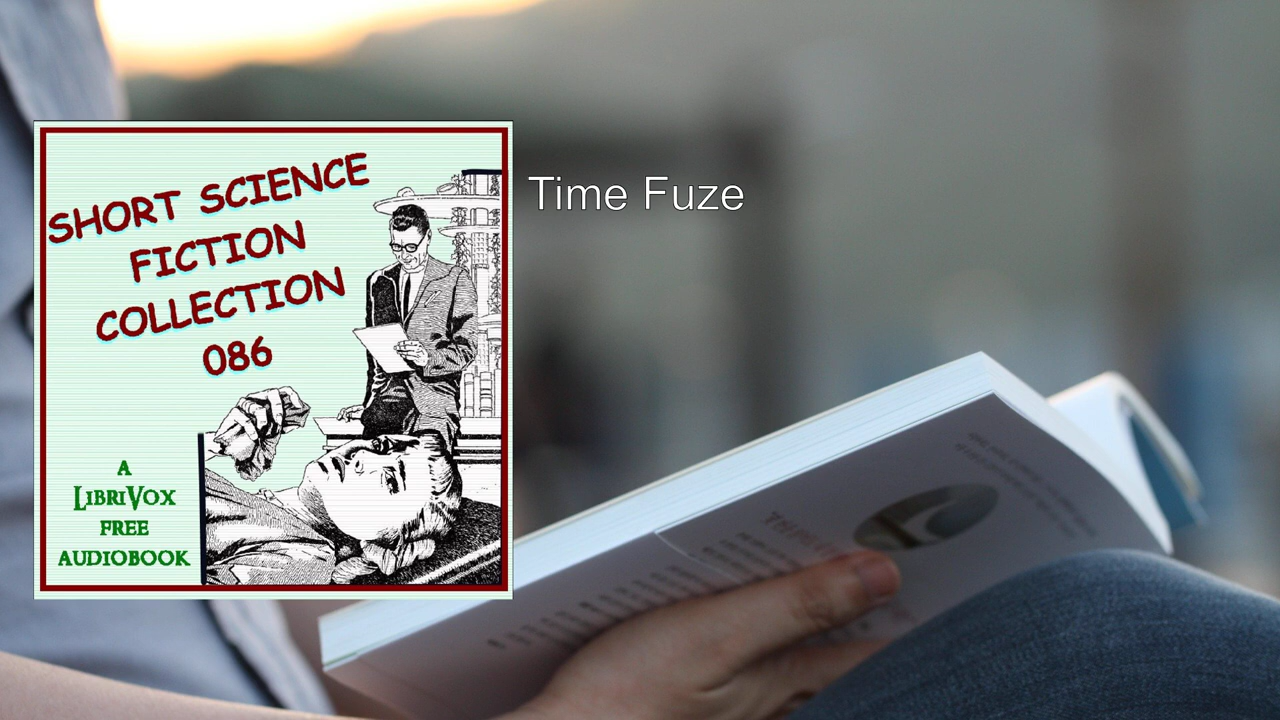 SHORT SCIENCE
FICTION
COLLECTION
086
A
LIBRIVOX
FREE
AUDIOBOOK
Time Fuze